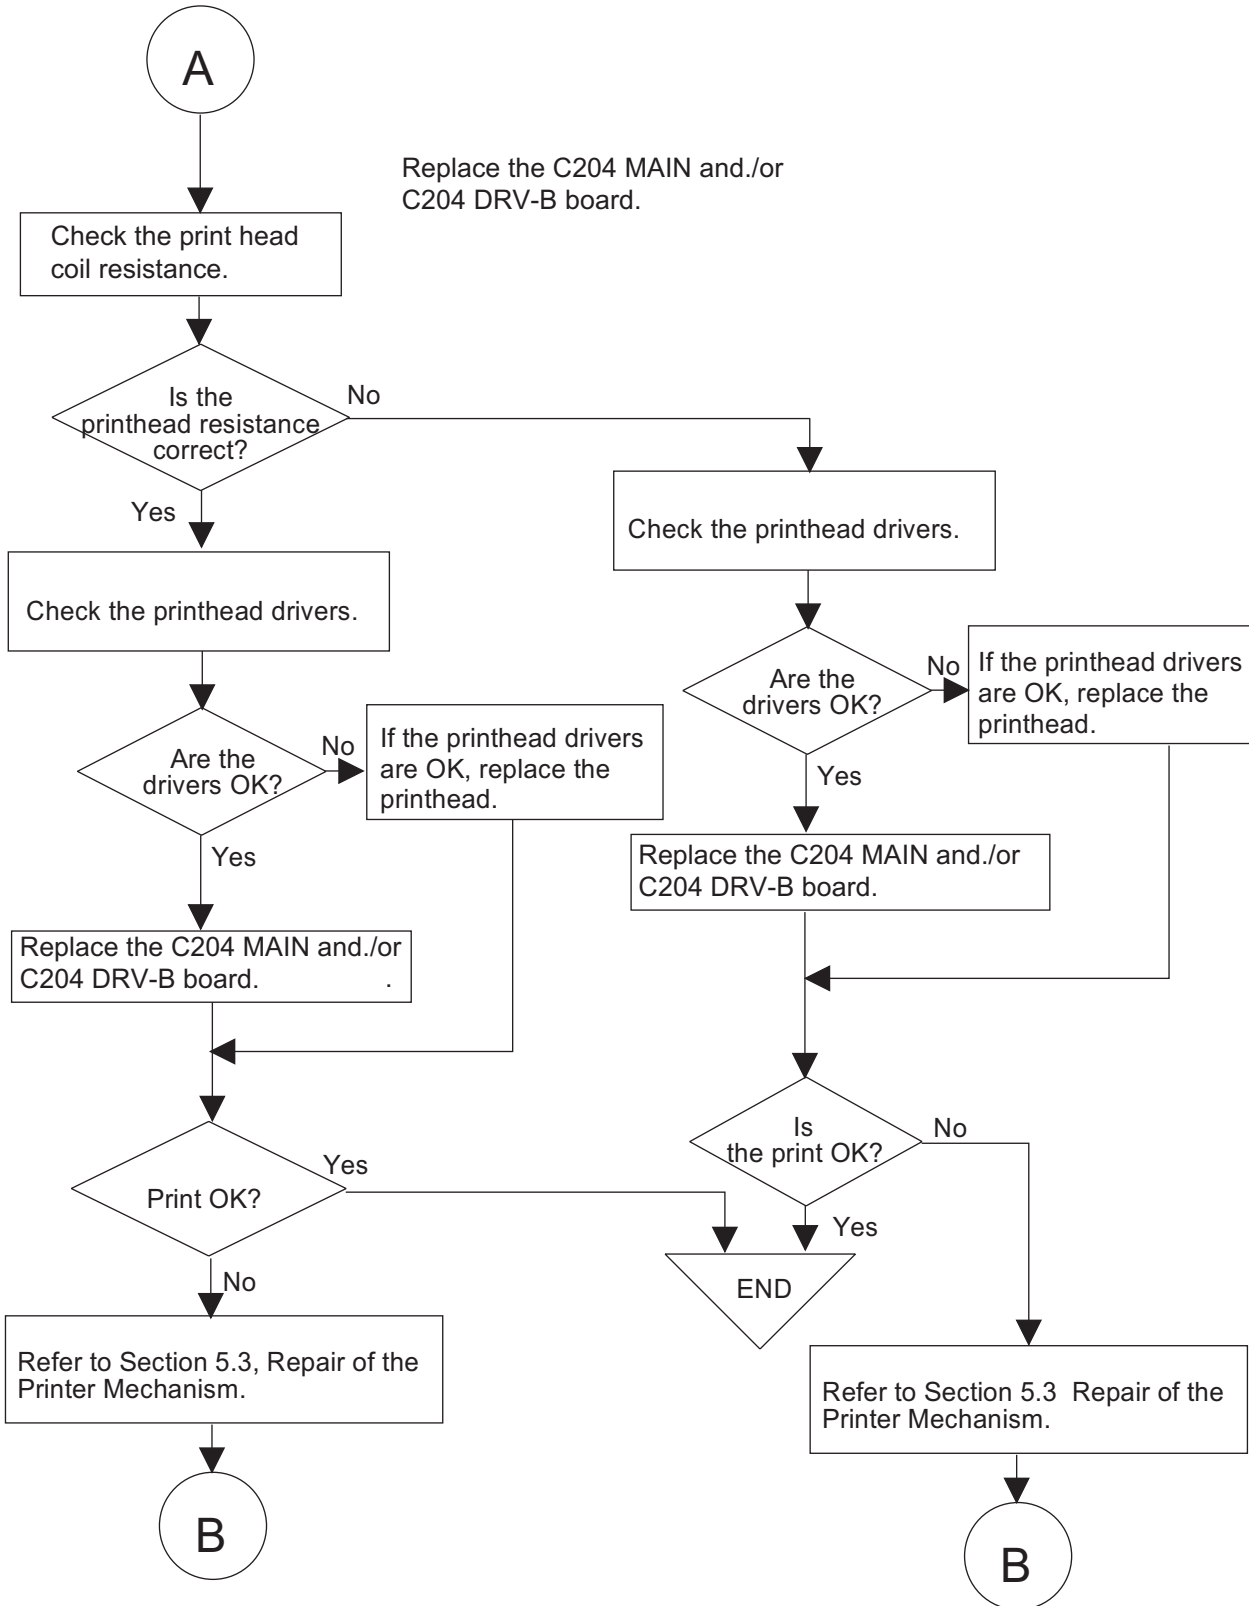 A
Replace the C204 MAIN and./or
C204 DRV-B board.
Check the print head
coil resistance.
Is the
printhead resistance
correct?
No
Yes
Check the printhead drivers.
Check the printhead drivers.
Are the
drivers OK?
No
If the printhead drivers
are OK, replace the
printhead.
Yes
Are the
drivers OK?
No
If the printhead drivers
are OK, replace the
printhead.
Yes
Replace the C204 MAIN and./or
C204 DRV-B board.
Replace the C204 MAIN and./or
C204 DRV-B board. .
Is
the print OK?
No
Yes
Print OK?
Yes
No
END
Refer to Section 5.3, Repair of the
Printer Mechanism.
Refer to Section 5.3 Repair of the
Printer Mechanism.
B
B